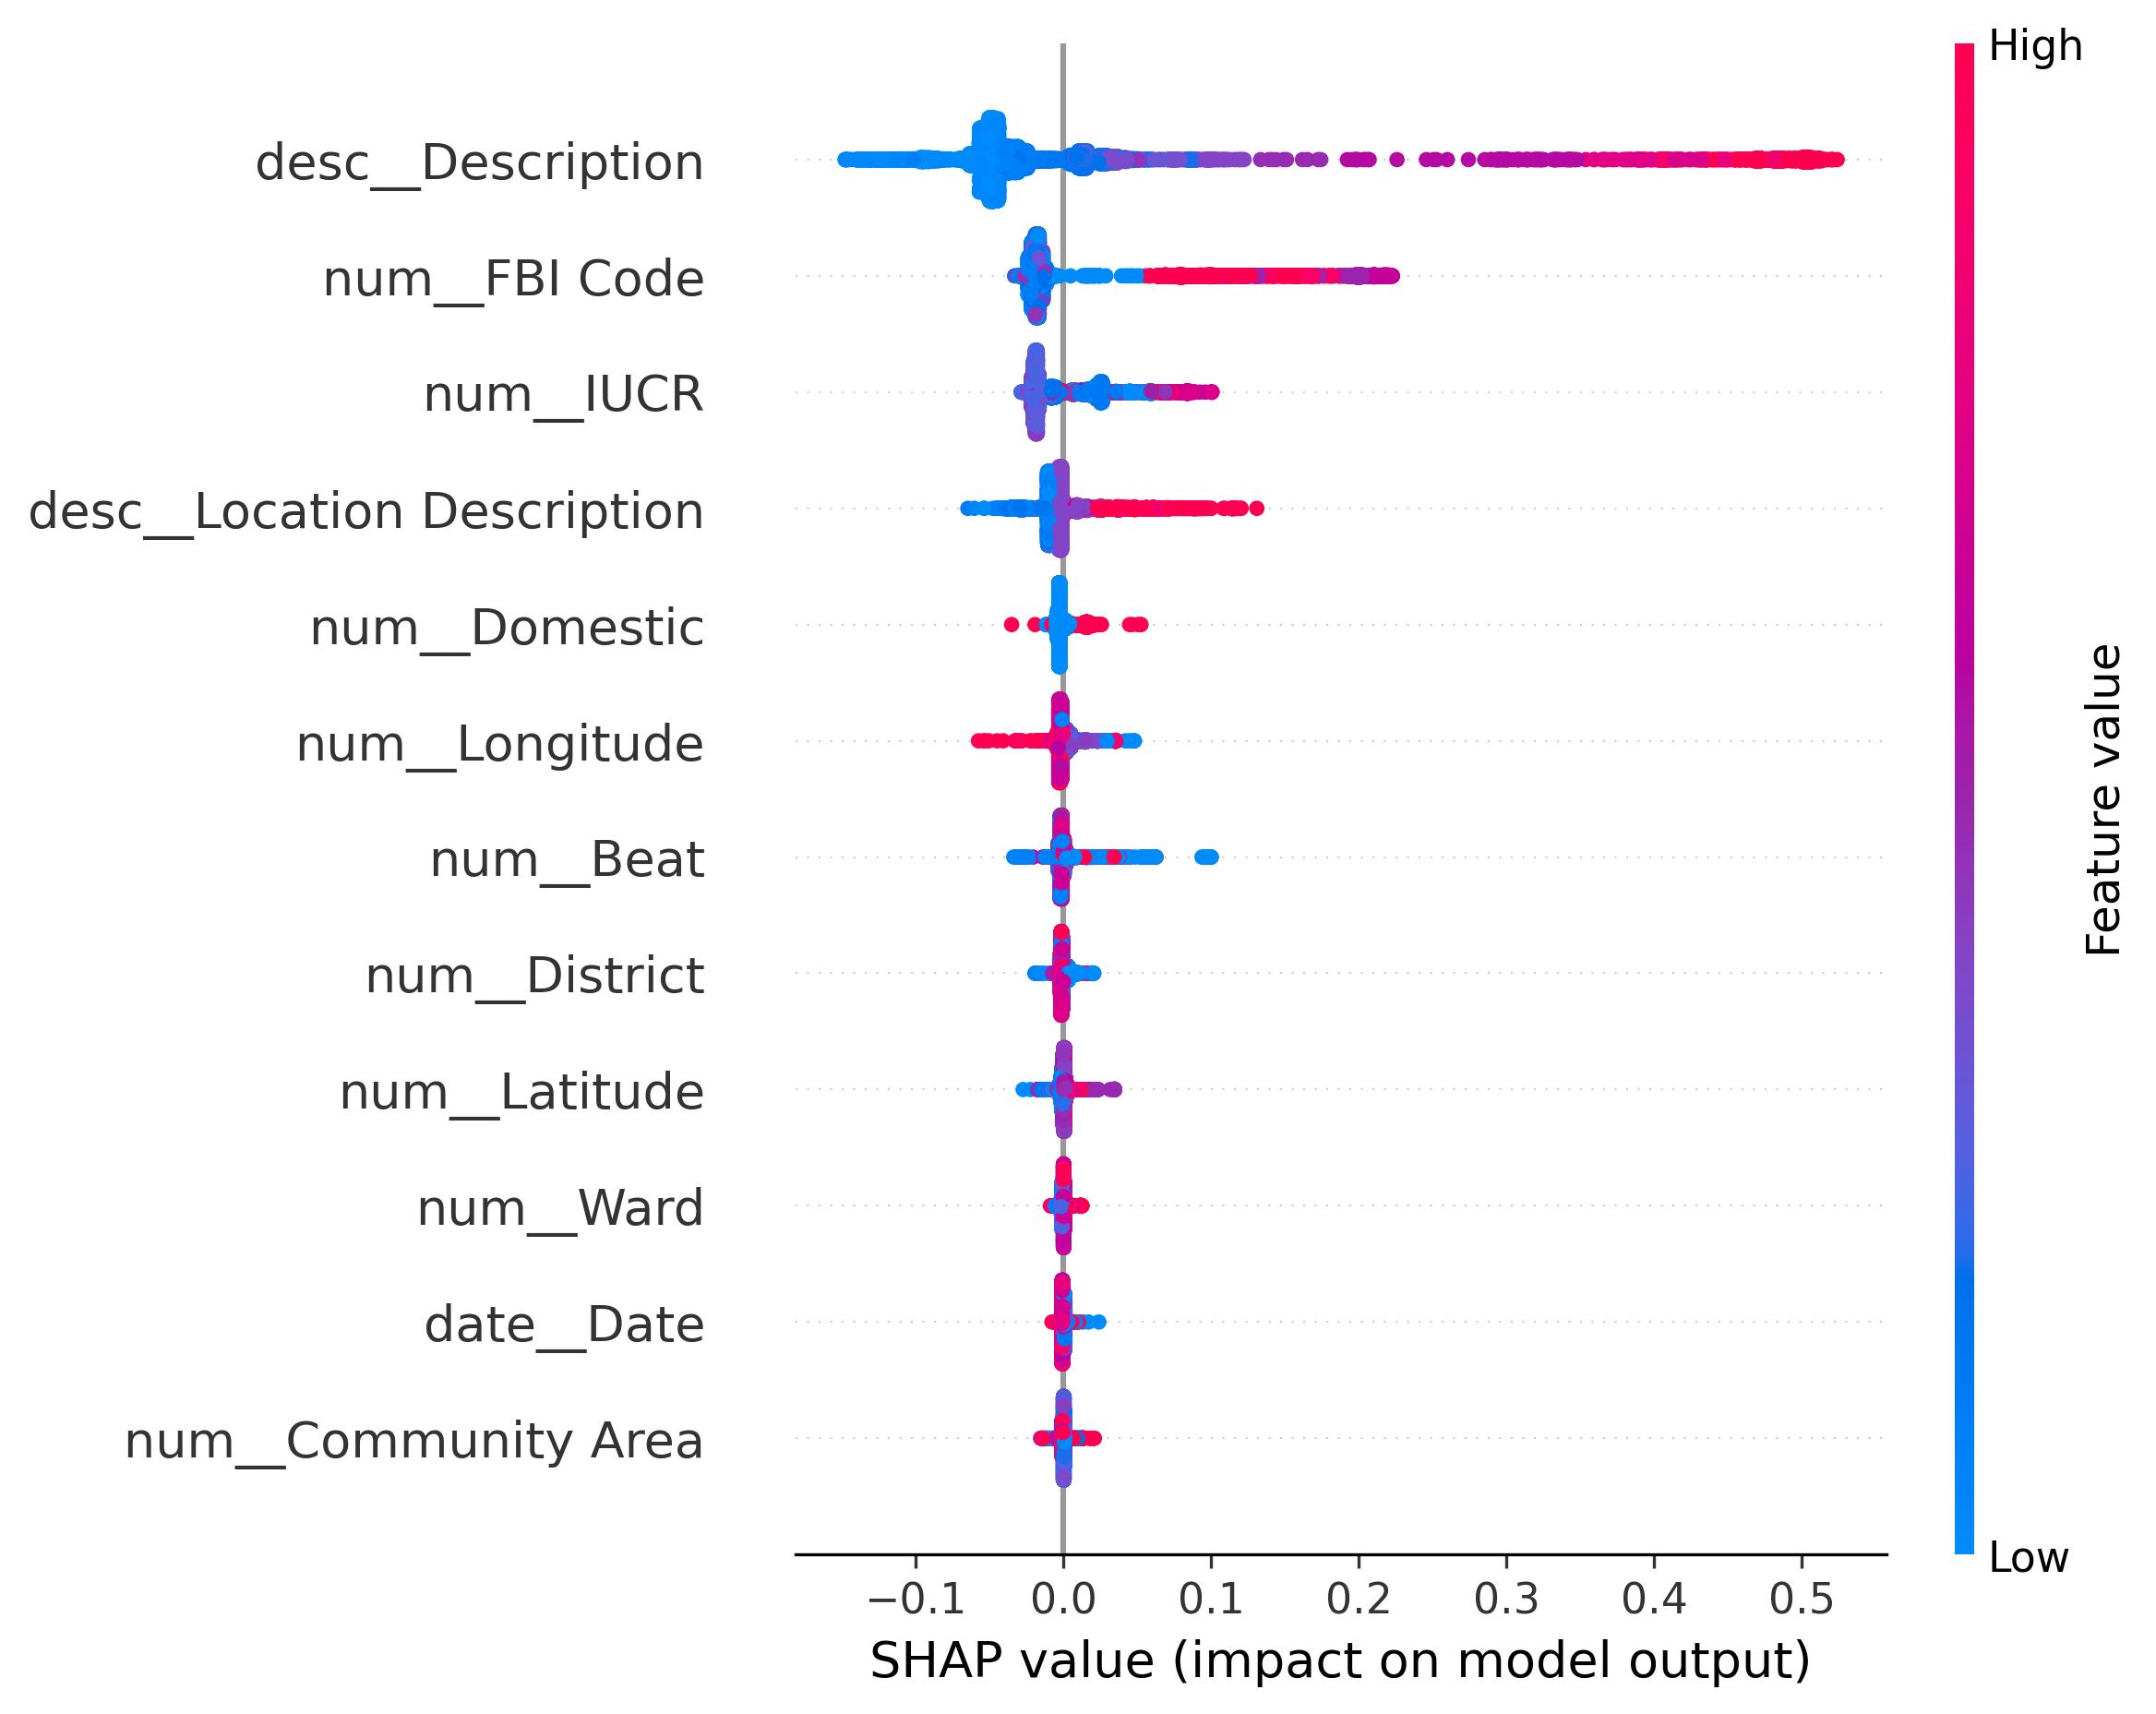 High
desc__Description
num__FBI Code
num__IUCR
desc__Location Description
num__Domestic
num__Longitude
num__Beat
num__District
num__Latitude
num__Ward
date__Date
num__Community Area
Feature value
Low
−0.1 0.0 0.1 0.2 0.3 0.4 0.5
SHAP value (impact on model output)